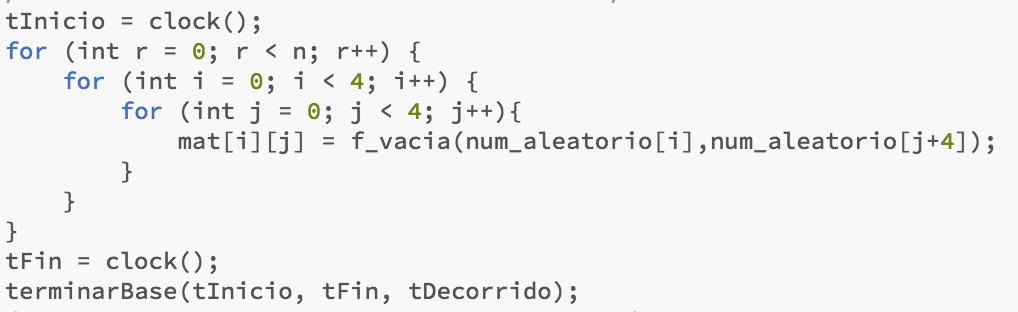 tInicio = clock();
for (int r = 0; r < n; r++) {
    for (int i = 0; i < 4; i++) {
        for (int j = 0; j < 4; j++){
            mat[i][j] = f_vacia(num_aleatorio[i],num_aleatorio[j+4]);
        }
    }
}
tFin = clock();
terminarBase(tInicio, tFin, tDecorrido);